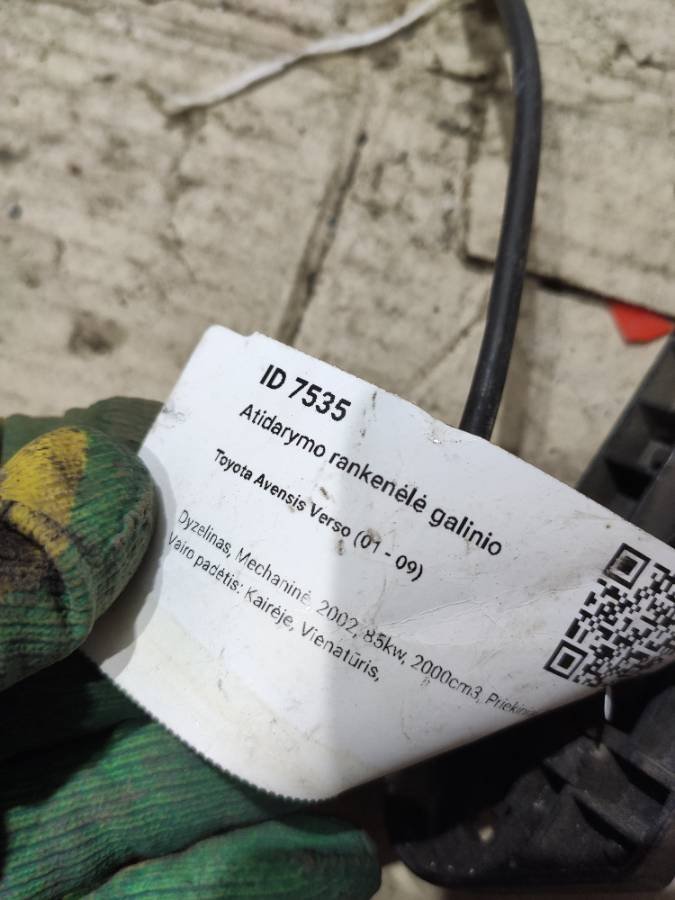 ID 7535
Atidarymo rankenėlė galinio
Toyota Avensis Verso (01 - 09)
Dyzelinas, Mechaninė, 2002, 85kw, 2000cm3,
Vairo padėtis: Kairėje, Vienatūris,